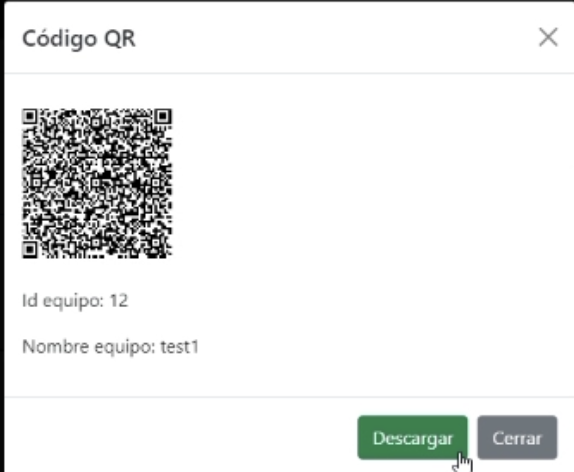 Código QR
Id equipo: 12
Nombre equipo: test1
Descargar
Cerrar